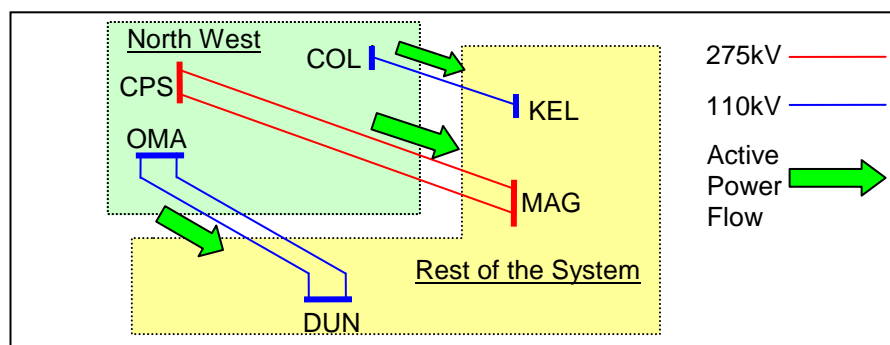 North West
COL
CPS
KEL
OMA
MAG
Rest of the System
DUN
275kV
110kV
Active
Power
Flow